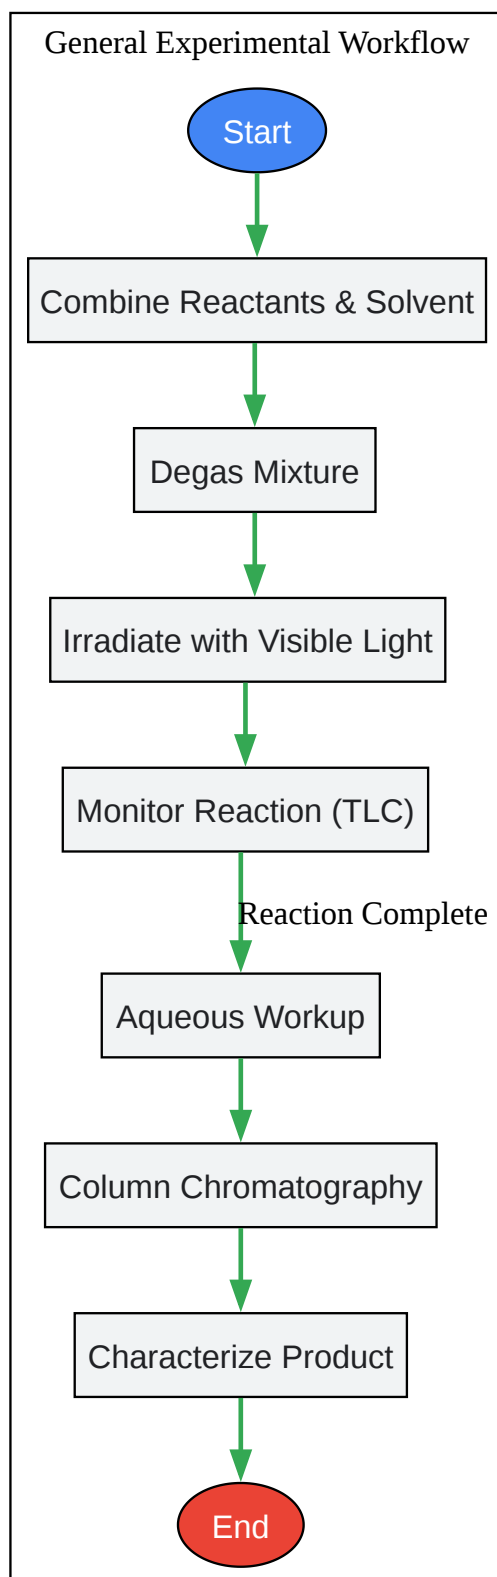 General Experimental Workflow
Start
Combine Reactants & Solvent
Degas Mixture
Irradiate with Visible Light
Monitor Reaction (TLC)
Reaction Complete
Aqueous Workup
Column Chromatography
Characterize Product
End